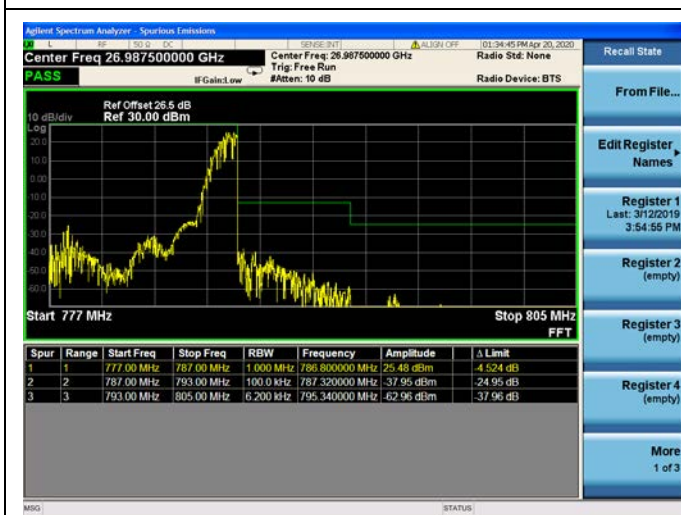 Agilent Spectrum Analyzer - Spurious Emissions
L RF 50 Ω DC SENSE:INT ALIGN OFF 01:34:45 PM Apr 20, 2020
Center Freq 26.987500000 GHz Center Freq: 26.987500000 GHz Radio Std: None
Trig: Free Run
PASS IFGain:Low #Atten: 10 dB Radio Device: BTS
Ref Offset 26.5 dB
10 dB/div Ref 30.00 dBm
Log
20.0
10.0
0.00
-10.0
-20.0
-30.0
-40.0
-50.0
-60.0
Start 777 MHz Stop 805 MHz
FFT
Spur Range Start Freq Stop Freq RBW Frequency Amplitude Δ Limit
1 1 777.00 MHz 787.00 MHz 1.000 MHz 786.800000 MHz 25.48 dBm -4.524 dB
2 2 787.00 MHz 793.00 MHz 100.0 kHz 787.320000 MHz -37.95 dBm -24.95 dB
3 3 793.00 MHz 805.00 MHz 6.200 kHz 795.340000 MHz -62.96 dBm -37.96 dB
MSG STATUS
Recall State
From File...
Edit Register
Names
Register 1
Last: 3/12/2019
3:54:55 PM
Register 2
(empty)
Register 3
(empty)
Register 4
(empty)
More
1 of 3